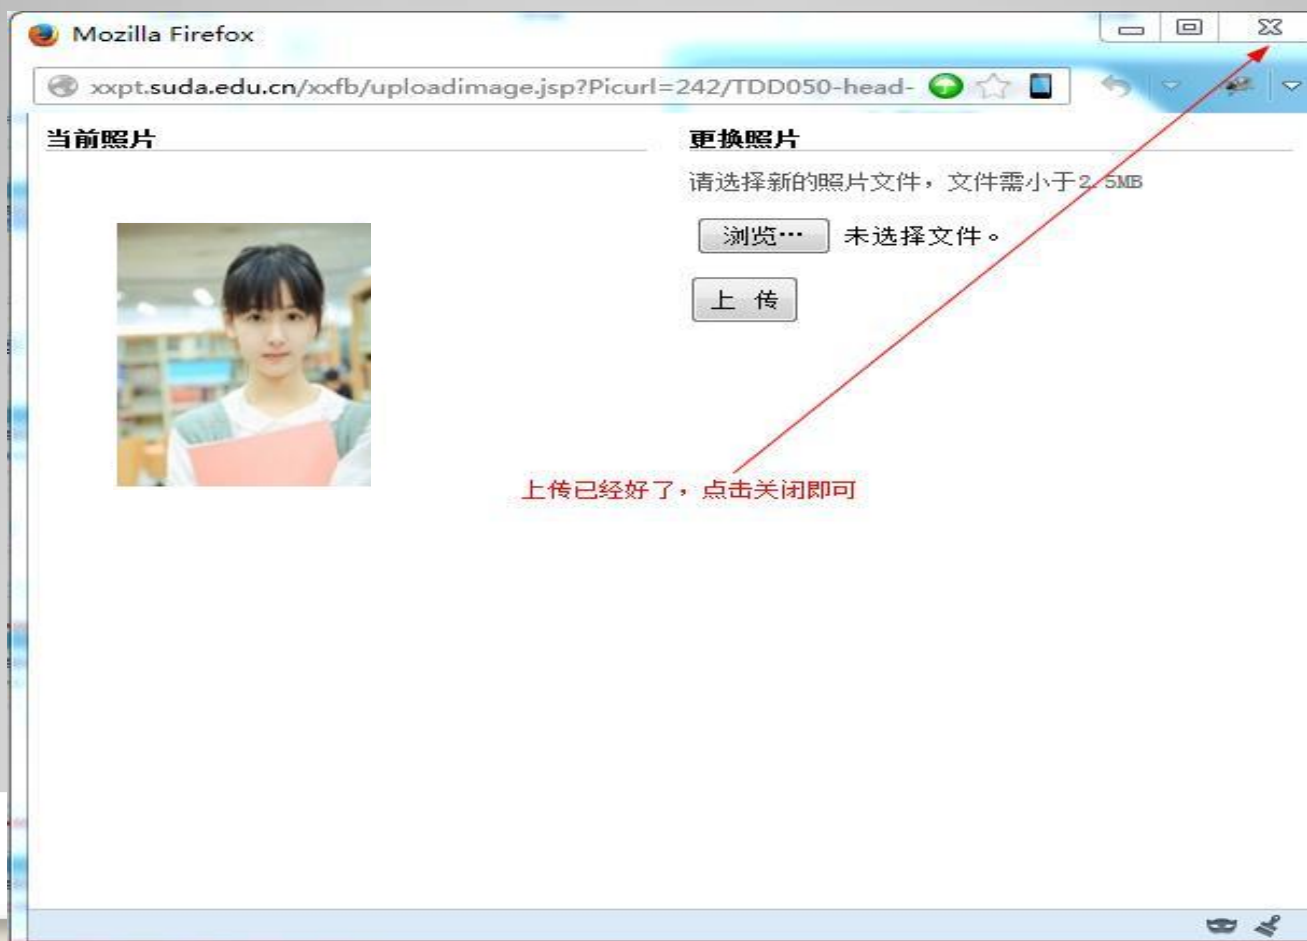 Mozilla Firefox
xxpt.suda.edu.cn/xxfb/uploadimage.jsp?Picurl=242/TDD050-head-
当前照片
更换照片
请选择新的照片文件，文件需小于2.5MB
浏览… 未选择文件。
上 传
上传已经好了，点击关闭即可